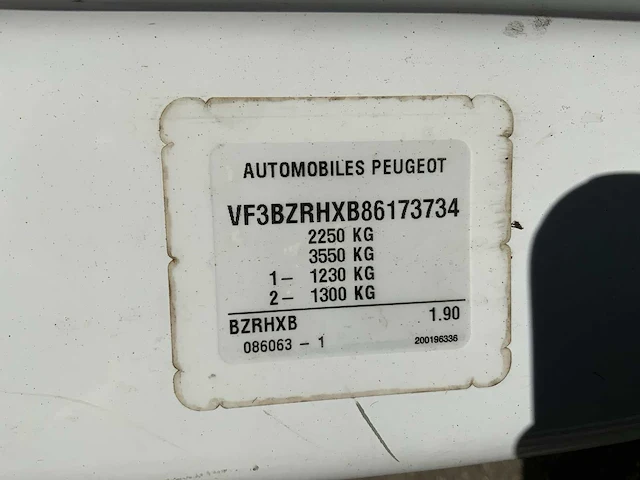 AUTOMOBILES PEUGEOT
VF3BZRHXB86173734
2250 KG
3550 KG
1- 1230 KG
2- 1300 KG
BZRHXB 1.90
086063 - 1 200196336